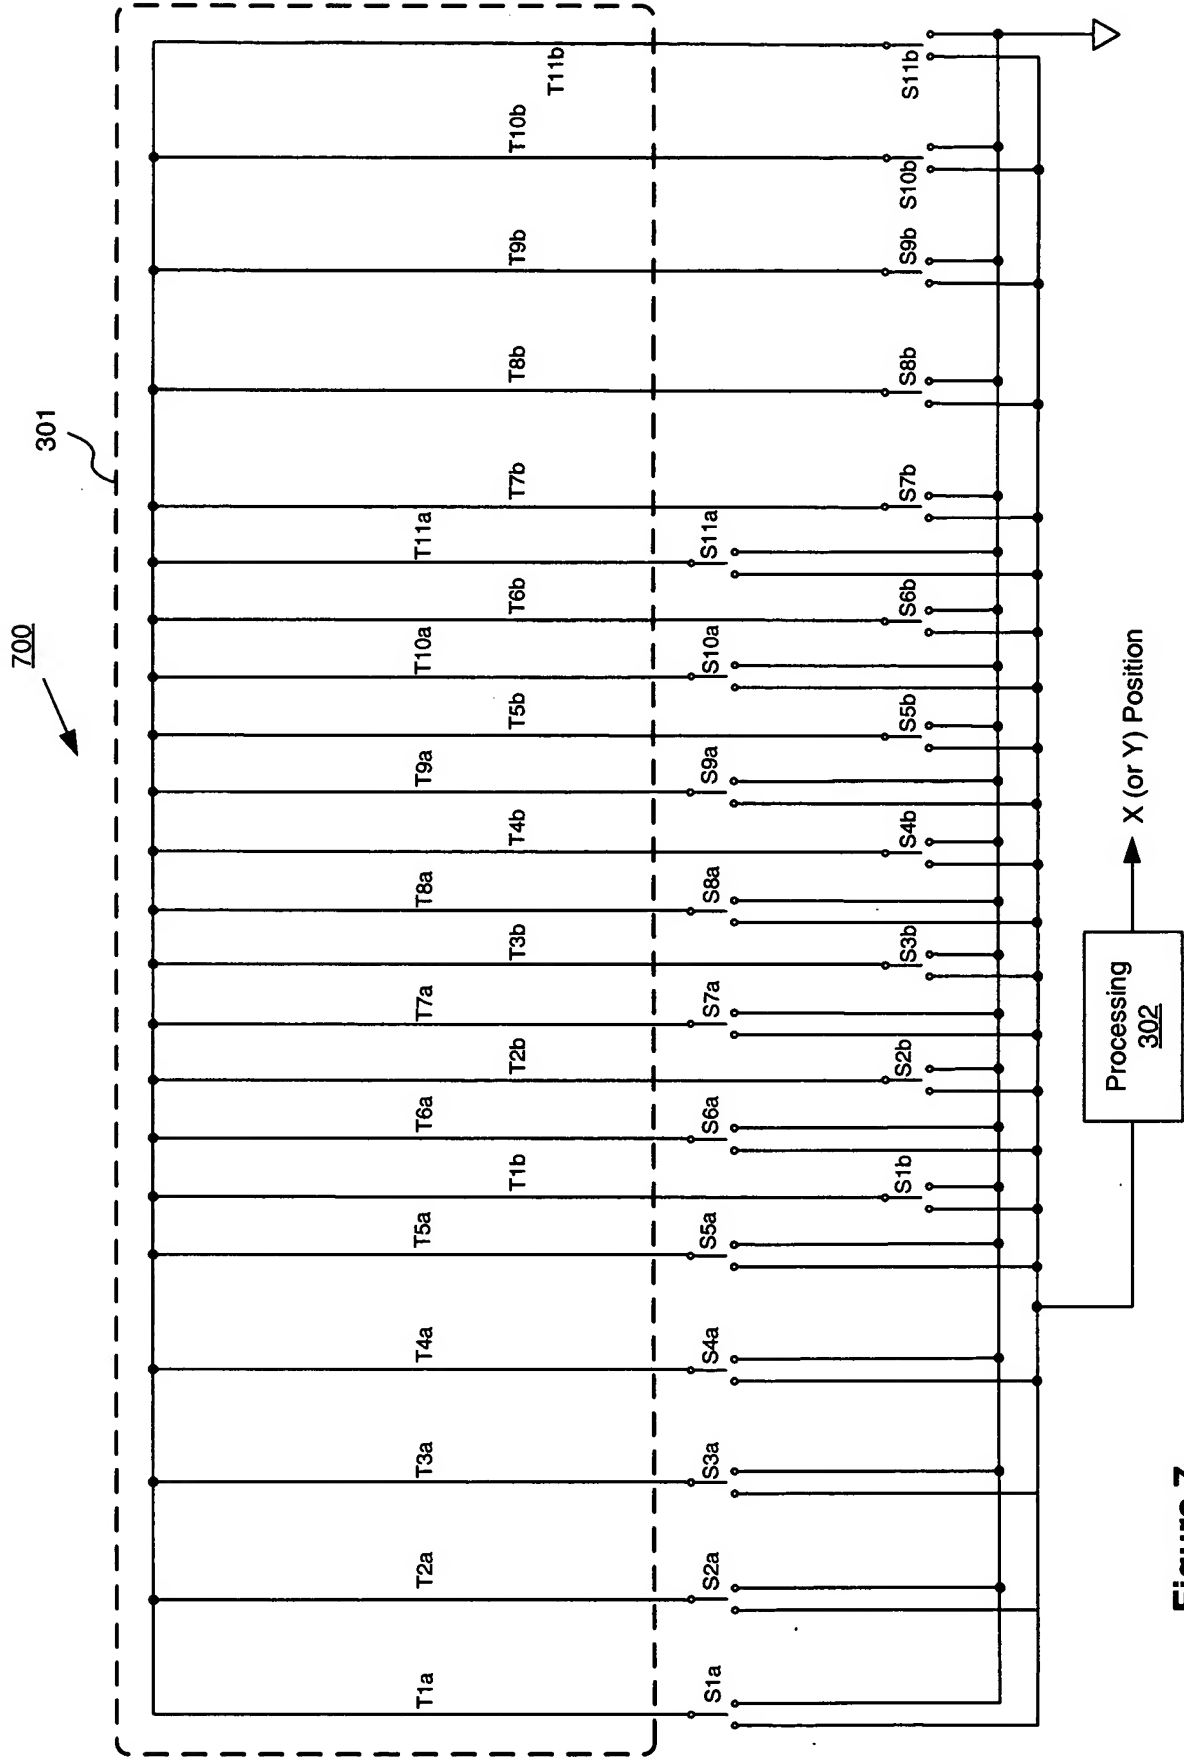 700
301
T1a
T2a
T3a
T4a
T5a
T1b
T6a
T2b
T7a
T3b
T8a
T4b
T9a
T5b
T10a
T6b
T11a
T7b
T8b
T9b
T10b
T11b
S1a
S2a
S3a
S4a
S5a
S6a
S7a
S8a
S9a
S10a
S11a
S1b
S2b
S3b
S4b
S5b
S6b
S7b
S8b
S9b
S10b
S11b
Processing
302
X (or Y) Position
Figure 7